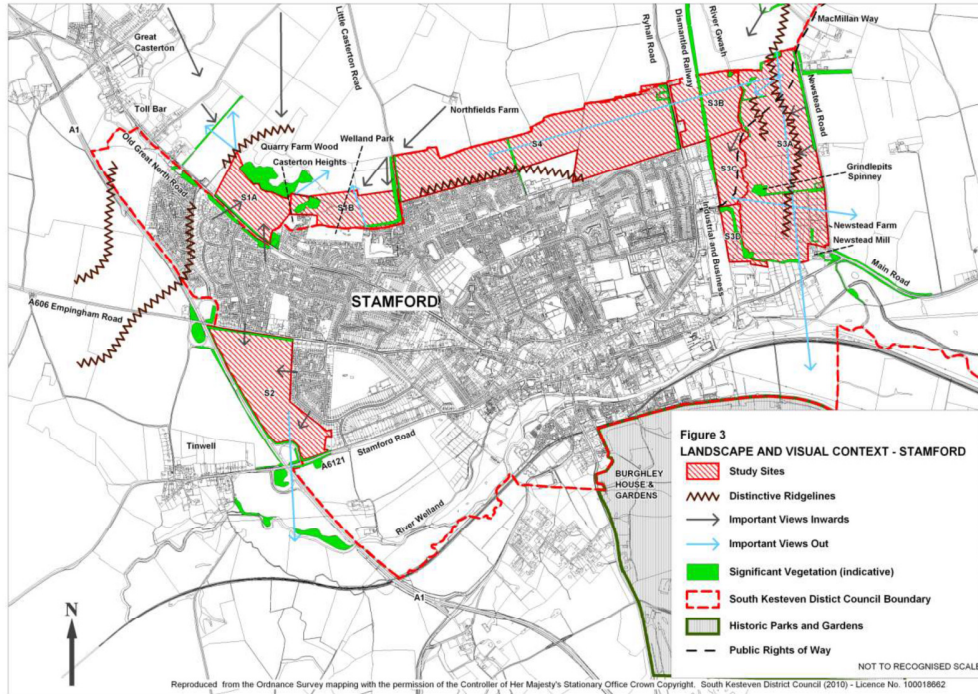 Great
Casterton
Toll Bar
A1
Old Great North Road
Little Casterton Road
Quarry Farm Wood
Casterton Heights
Welland Park
Northfields Farm
Ryhall Road
Dismantled Railway
River Gwash
MacMillan Way
Newstead Road
S1A
S1B
S4
S3B
S3A
S3C
S3D
Grindlepits
Spinney
Newstead Farm
Newstead Mill
Main Road
Industrial and Business
STAMFORD
A606 Empingham Road
S2
Tinwell
Stamford Road
A6121
River Welland
A1
BURGHLEY
HOUSE &
GARDENS
N
Figure 3
LANDSCAPE AND VISUAL CONTEXT - STAMFORD
Study Sites
Distinctive Ridgelines
Important Views Inwards
Important Views Out
Significant Vegetation (indicative)
South Kesteven Distict Council Boundary
Historic Parks and Gardens
Public Rights of Way
NOT TO RECOGNISED SCALE
Reproduced from the Ordnance Survey mapping with the permission of the Controller of Her Majesty's Stationary Office Crown Copyright. South Kesteven District Council (2010) - Licence No. 100018662